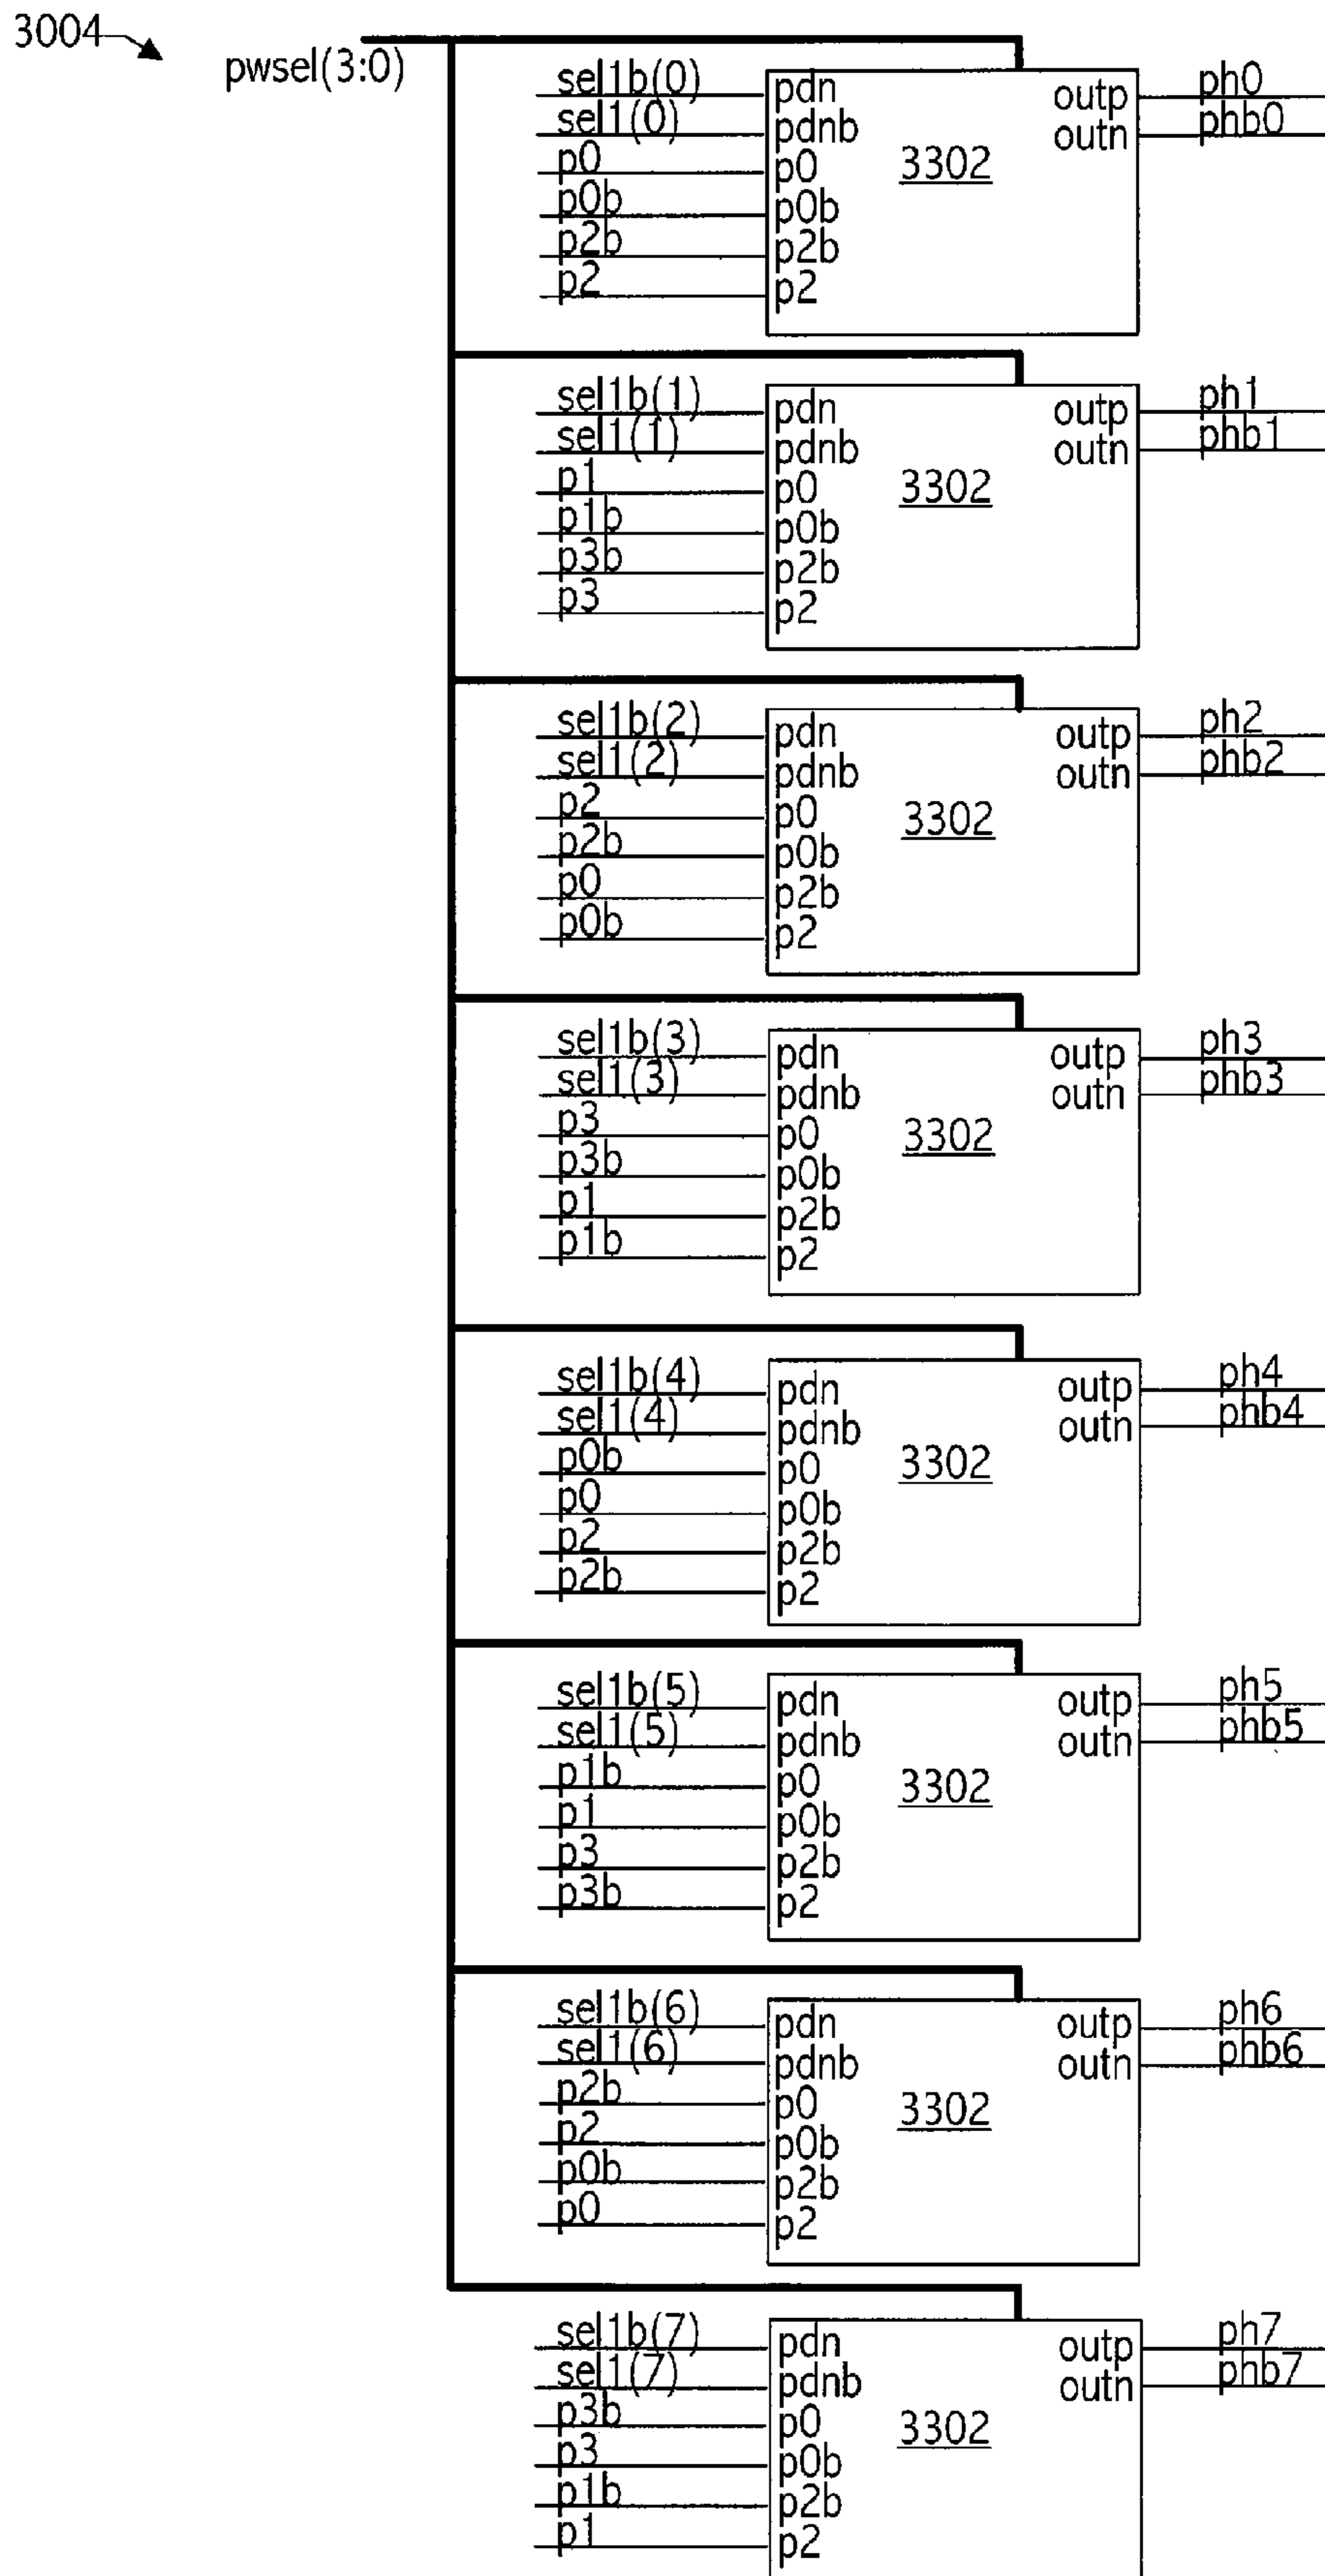 3004
pwsel(3:0)
sel1b(0) pdn outp ph0
sel1(0) pdnb outn phb0
p0 p0 3302
p0b p0b
p2b p2b
p2 p2
sel1b(1) pdn outp ph1
sel1(1) pdnb outn phb1
p1 p0 3302
p1b p0b
p3b p2b
p3 p2
sel1b(2) pdn outp ph2
sel1(2) pdnb outn phb2
p2 p0 3302
p2b p0b
p0 p2b
p0b p2
sel1b(3) pdn outp ph3
sel1(3) pdnb outn phb3
p3 p0 3302
p3b p0b
p1 p2b
p1b p2
sel1b(4) pdn outp ph4
sel1(4) pdnb outn phb4
p0b p0 3302
p0 p0b
p2 p2b
p2b p2
sel1b(5) pdn outp ph5
sel1(5) pdnb outn phb5
p1b p0 3302
p1 p0b
p3 p2b
p3b p2
sel1b(6) pdn outp ph6
sel1(6) pdnb outn phb6
p2b p0 3302
p2 p0b
p0b p2b
p0 p2
sel1b(7) pdn outp ph7
sel1(7) pdnb outn phb7
p3b p0 3302
p3 p0b
p1b p2b
p1 p2